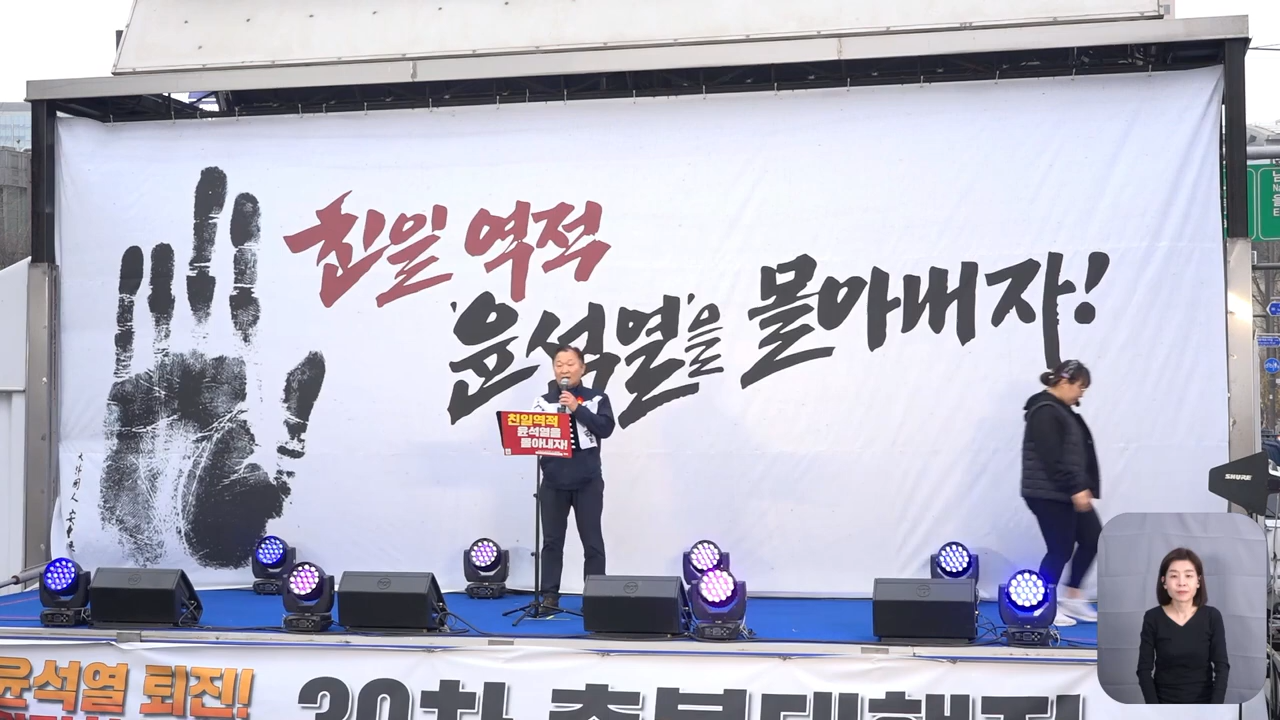 친일 역적
'윤석열'을 몰아내자!
친일역적
윤석열을
몰아내자!
SHURE
윤석열 퇴진!
30차 촛불대행진